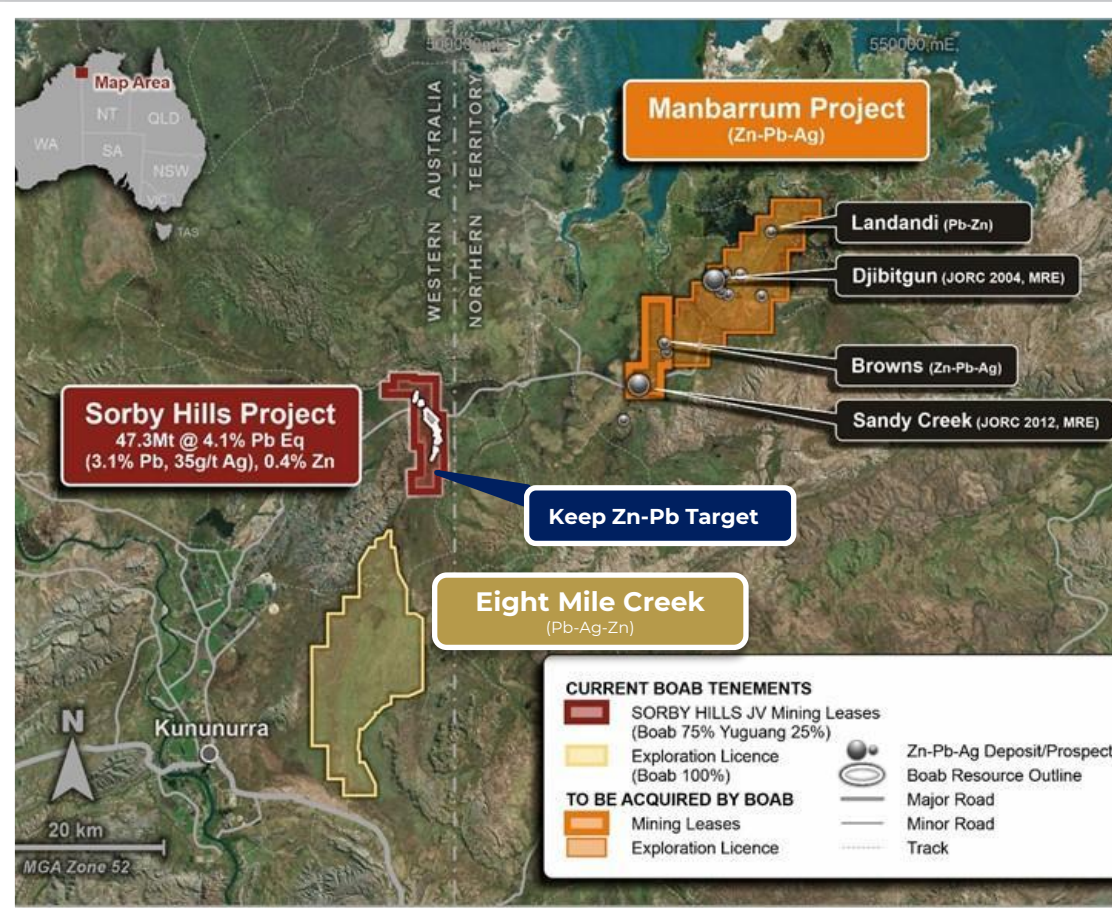 500000,mE
550000,mE
Map Area
NT
QLD
WA
SA
NSW
VIC
TAS
WESTERN AUSTRALIA
NORTHERN TERRITORY
Manbarrum Project
(Zn-Pb-Ag)
Landandi (Pb-Zn)
Djibitgun (JORC 2004, MRE)
Browns (Zn-Pb-Ag)
Sandy Creek (JORC 2012, MRE)
Sorby Hills Project
47.3Mt @ 4.1% Pb Eq
(3.1% Pb, 35g/t Ag), 0.4% Zn
Keep Zn-Pb Target
Eight Mile Creek
(Pb-Ag-Zn)
Kununurra
N
20 km
MGA Zone 52
CURRENT BOAB TENEMENTS
SORBY HILLS JV Mining Leases
(Boab 75% Yuguang 25%)
Exploration Licence
(Boab 100%)
TO BE ACQUIRED BY BOAB
Mining Leases
Exploration Licence
Zn-Pb-Ag Deposit/Prospect
Boab Resource Outline
Major Road
Minor Road
Track